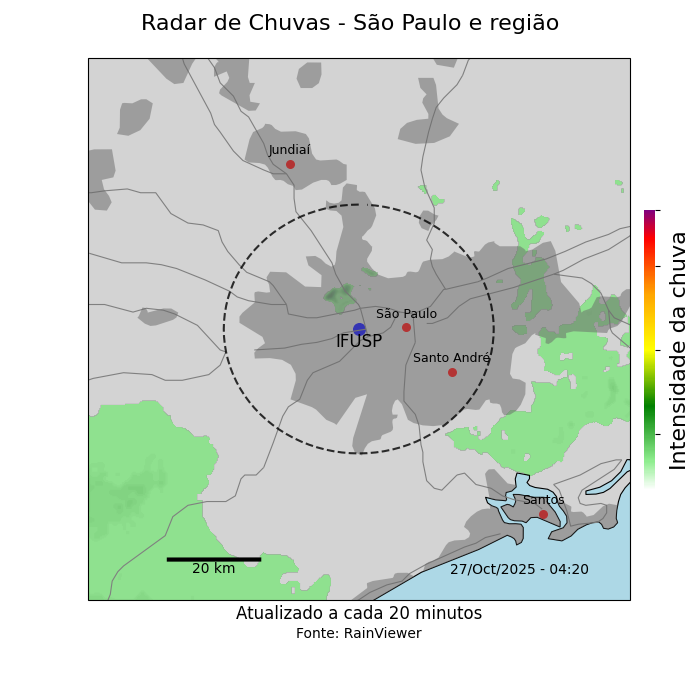 Radar de Chuvas - São Paulo e região
Jundiaí
São Paulo
IFUSP
Santo André
Santos
20 km
27/Oct/2025 - 04:20
Intensidade da chuva
Atualizado a cada 20 minutos
Fonte: RainViewer